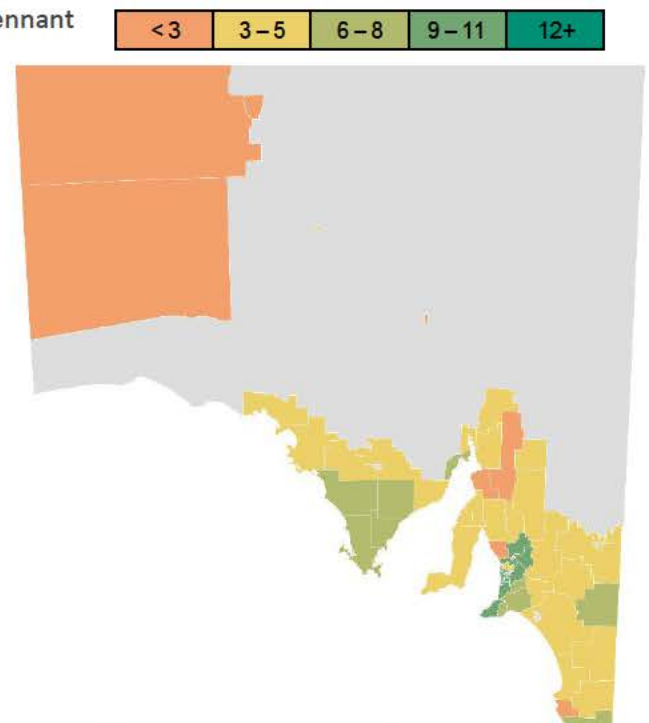 ennant
< 3 3 – 5 6 – 8 9 – 11 12+